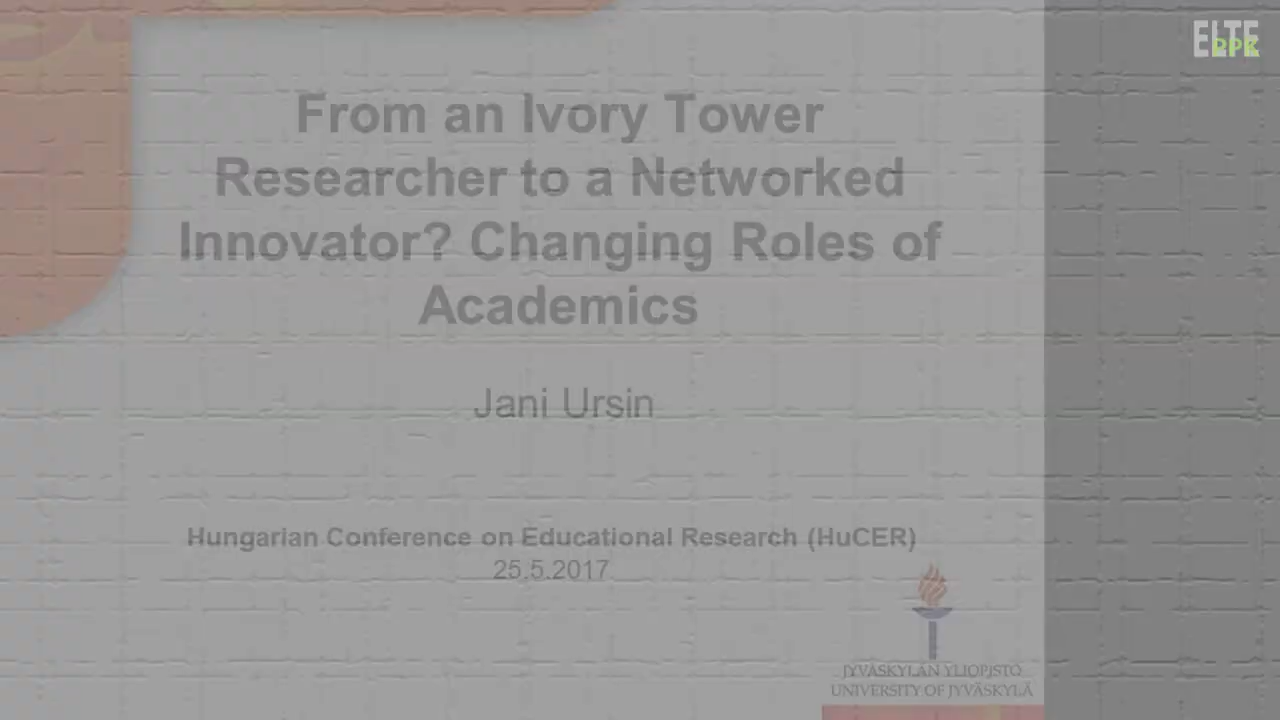 ELTE
PPK
From an Ivory Tower
Researcher to a Networked
Innovator? Changing Roles of
Academics
Jani Ursin
Hungarian Conference on Educational Research (HuCER)
25.5.2017
JYVÄSKYLÄN YLIOPISTO
UNIVERSITY OF JYVÄSKYLÄ